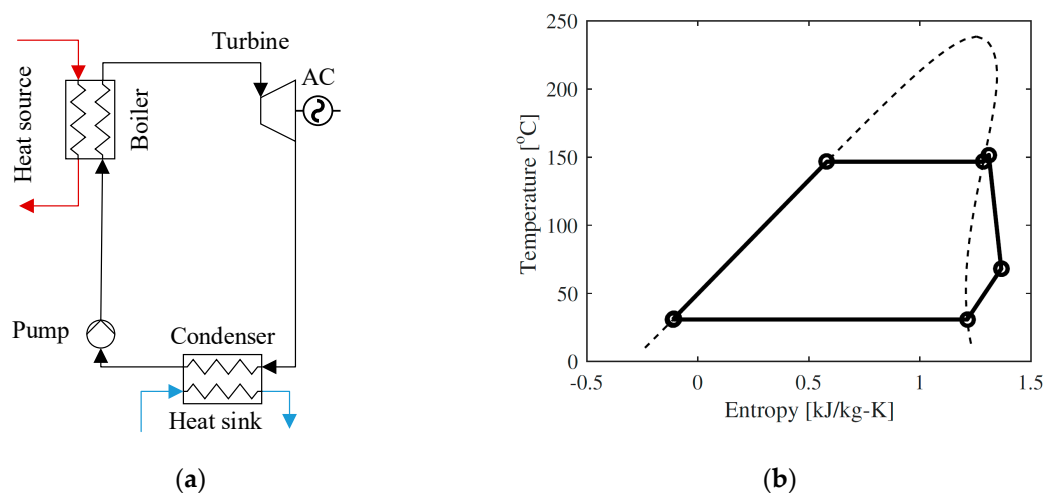 Turbine
AC
Heat source
Boiler
Pump
Condenser
Heat sink
(a)
250
200
150
100
50
0
-0.5
0
0.5
1
1.5
Temperature [°C]
Entropy [kJ/kg-K]
(b)